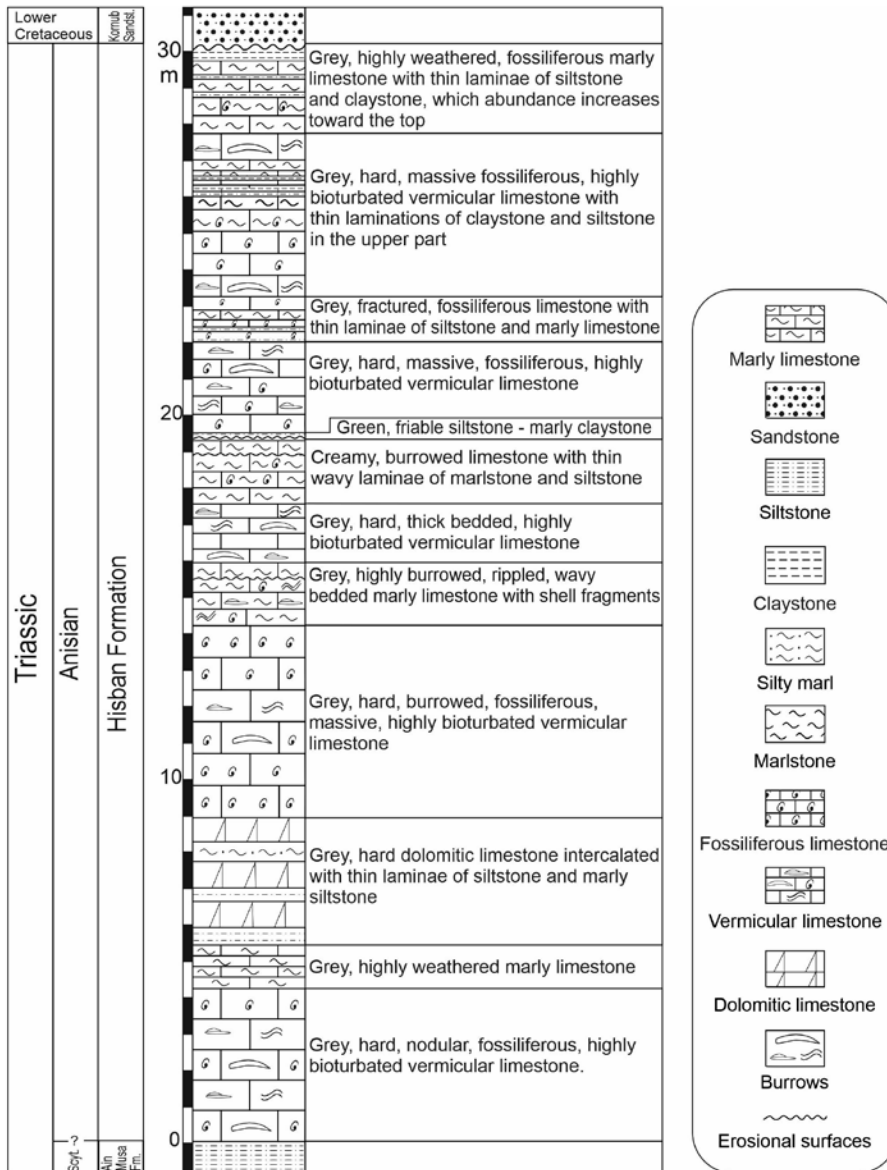 Lower
Cretaceous
Kornub
Sandsl.
Triassic
Anisian
Hisban Formation
Scyt.
-?
Ain
Musa
Fm.
30
m
20
10
0
Grey, highly weathered, fossiliferous marly
limestone with thin laminae of siltstone
and claystone, which abundance increases
toward the top
Grey, hard, massive fossiliferous, highly
bioturbated vermicular limestone with
thin laminations of claystone and siltstone
in the upper part
Grey, fractured, fossiliferous limestone with
thin laminae of siltstone and marly limestone
Grey, hard, massive, fossiliferous, highly
bioturbated vermicular limestone
Green, friable siltstone - marly claystone
Creamy, burrowed limestone with thin
wavy laminae of marlstone and siltstone
Grey, hard, thick bedded, highly
bioturbated vermicular limestone
Grey, highly burrowed, rippled, wavy
bedded marly limestone with shell fragments
Grey, hard, burrowed, fossiliferous,
massive, highly bioturbated vermicular
limestone
Grey, hard dolomitic limestone intercalated
with thin laminae of siltstone and marly
siltstone
Grey, highly weathered marly limestone
Grey, hard, nodular, fossiliferous, highly
bioturbated vermicular limestone.
Marly limestone
Sandstone
Siltstone
Claystone
Silty marl
Marlstone
Fossiliferous limestone
Vermicular limestone
Dolomitic limestone
Burrows
Erosional surfaces